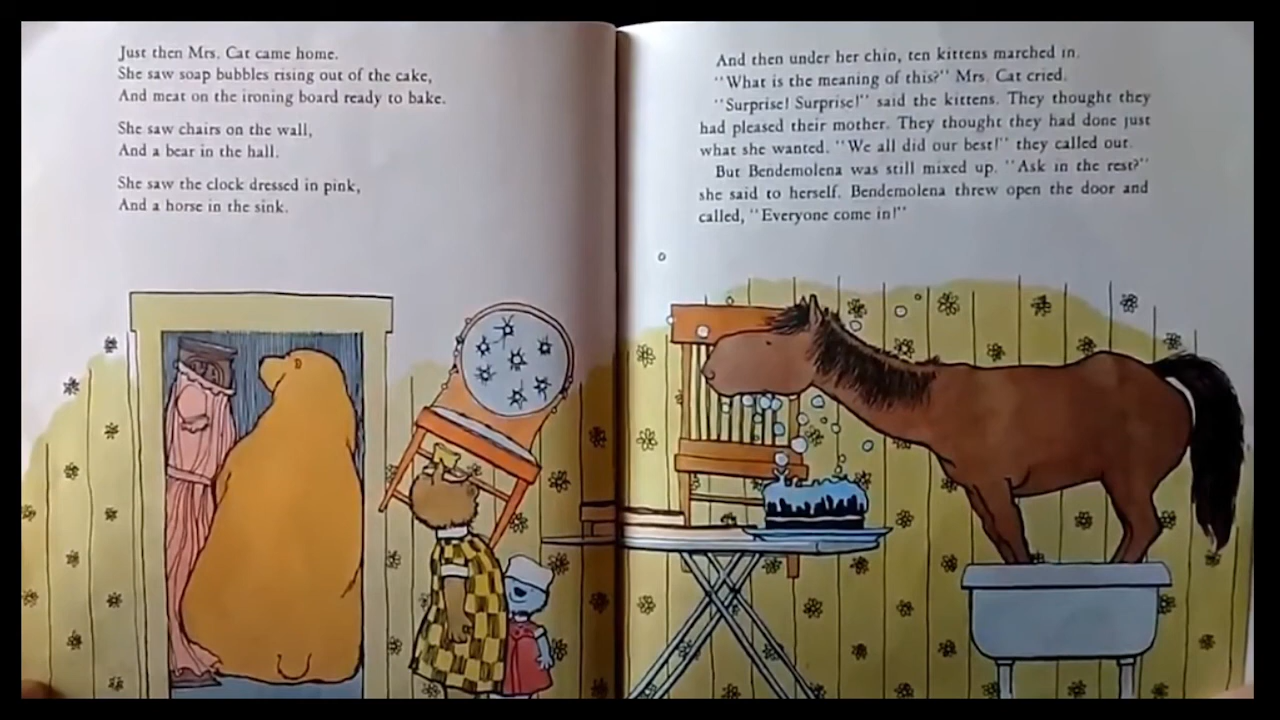 Just then Mrs. Cat came home.
She saw soap bubbles rising out of the cake,
And meat on the ironing board ready to bake.
She saw chairs on the wall,
And a bear in the hall.
She saw the clock dressed in pink,
And a horse in the sink.
And then under her chin, ten kittens marched in.
"What is the meaning of this?" Mrs. Cat cried.
"Surprise! Surprise!" said the kittens. They thought they
had pleased their mother. They thought they had done just
what she wanted. "We all did our best!" they called out.
But Bendemolena was still mixed up. "Ask in the rest?"
she said to herself. Bendemolena threw open the door and
called, "Everyone come in!"